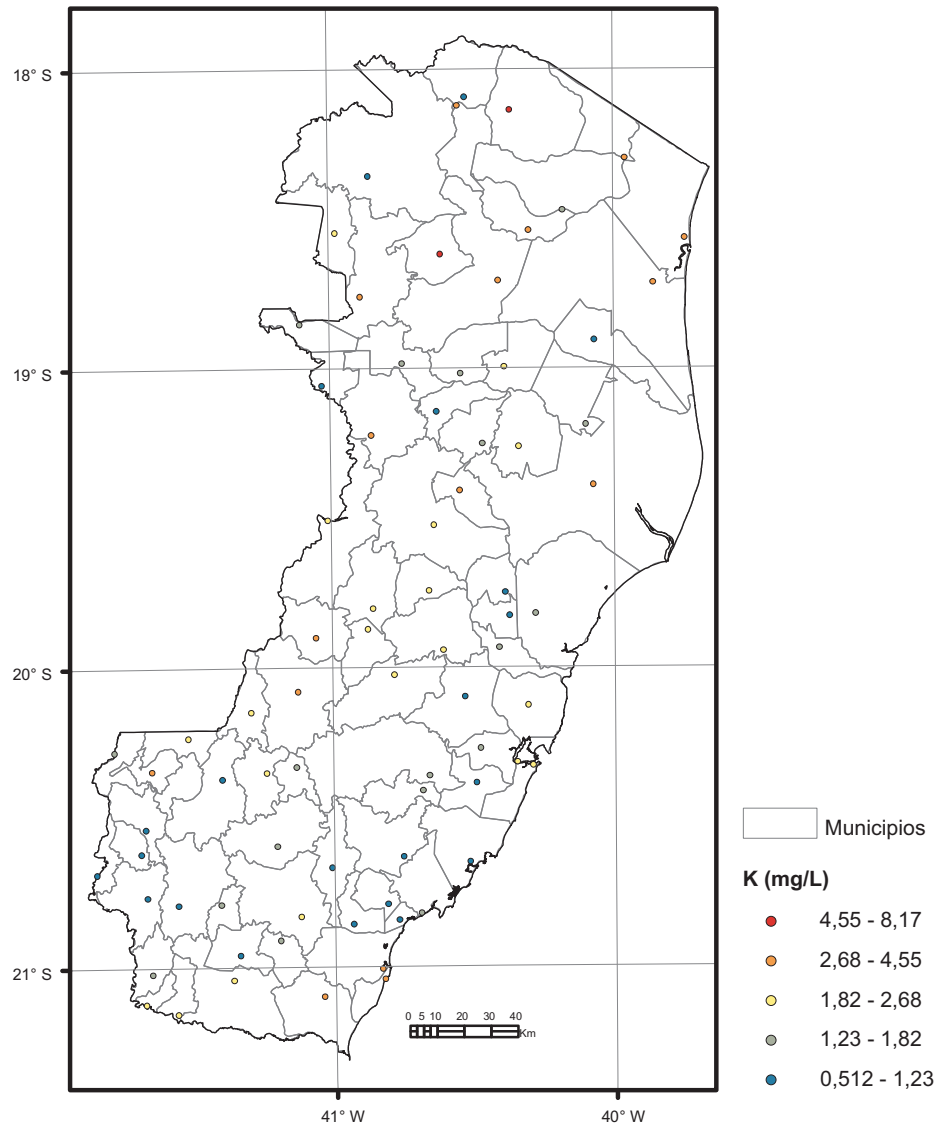 18° S
19° S
20° S
21° S
41° W
40° W
0 5 10 20 30 40
Km
Municipios
K (mg/L)
4,55 - 8,17
2,68 - 4,55
1,82 - 2,68
1,23 - 1,82
0,512 - 1,23